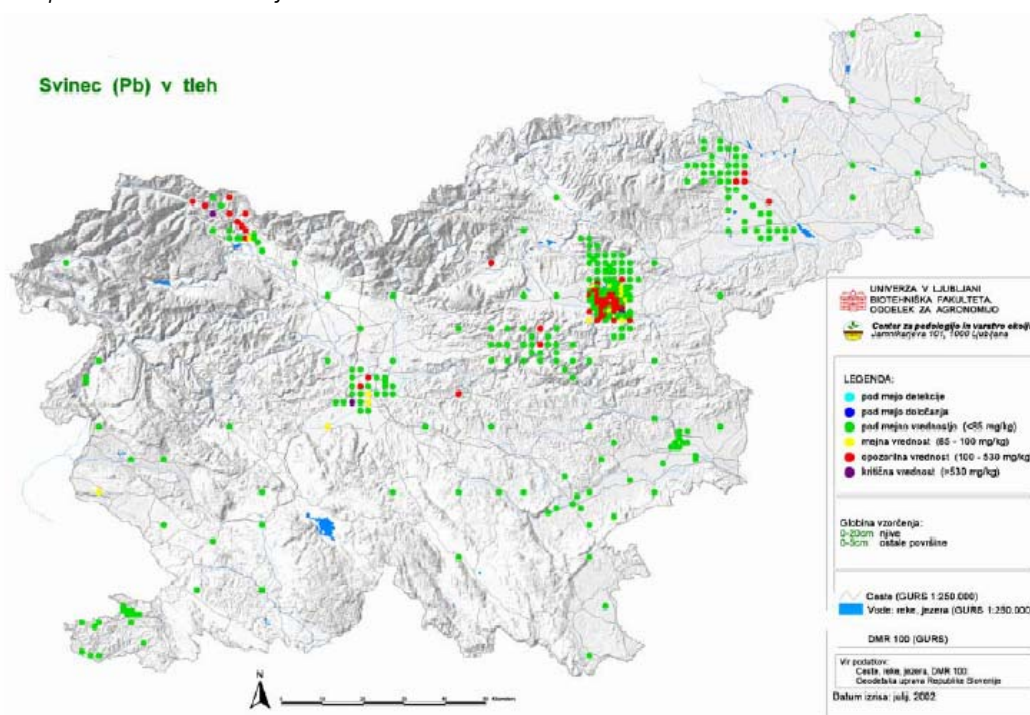 Svinec (Pb) v tleh
UNIVERZA V LJUBLJANI
BIOTEHNIŠKA FAKULTETA,
ODDELEK ZA AGRONOMIJO
Center za pedologijo in varstvo okolj
Jamnikarjeva 101, 1000 Ljubljana
LEGENDA:
pod mejo detekcije
pod mejo določanja
pod mejno vrednostjo (<85 mg/kg)
mejna vrednost (85 - 100 mg/kg)
opozorilna vrednost (100 - 530 mg/kg)
kritična vrednost (>530 mg/kg)
Globina vzorčenja:
0-20cm njive
0-5cm ostale površine
Ceste (GURS 1:250.000)
Vode: reke, jezera (GURS 1:250.000
DMR 100 (GURS)
Vir podatkov:
Ceste, reke, jezera, DMR 100:
Geodetska uprava Republike Slovenije
Datum izrisa: julij, 2002
N